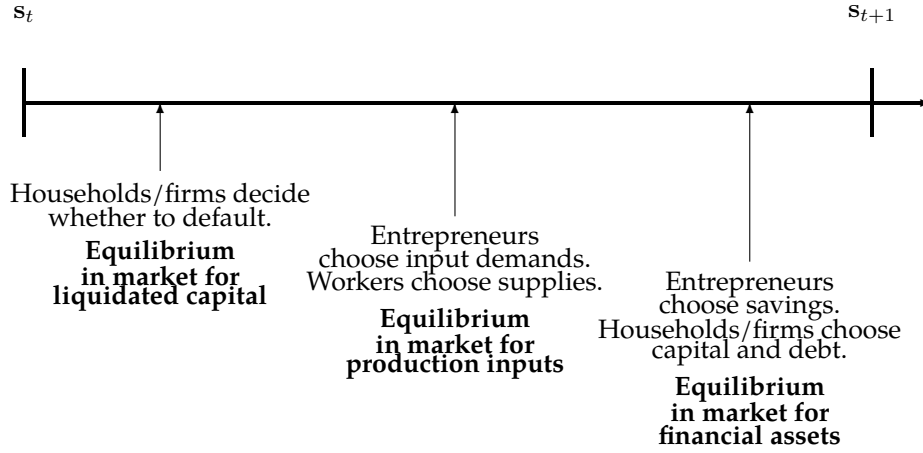 s_t
s_{t+1}
Households/firms decide
whether to default.
Equilibrium
in market for
liquidated capital
Entrepreneurs
choose input demands.
Workers choose supplies.
Equilibrium
in market for
production inputs
Entrepreneurs
choose savings.
Households/firms choose
capital and debt.
Equilibrium
in market for
financial assets